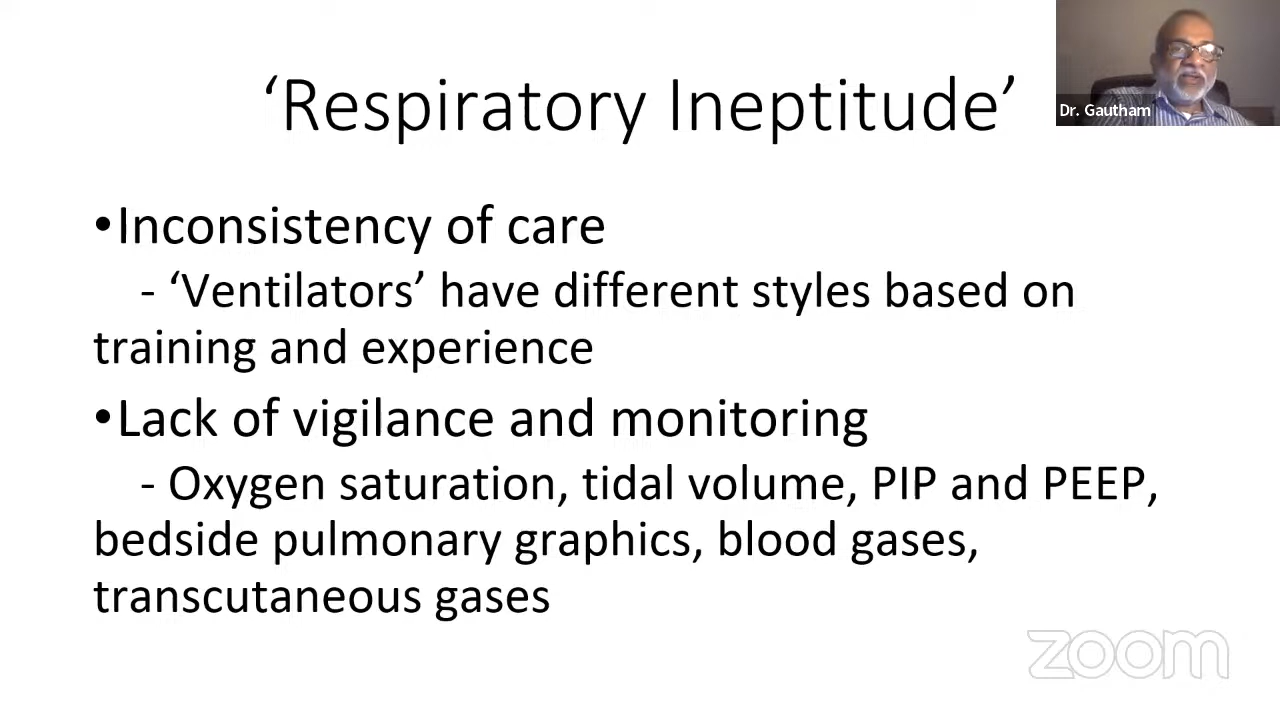 ‘Respiratory Ineptitude’
Dr. Gautham
•Inconsistency of care
- ‘Ventilators’ have different styles based on
training and experience
•Lack of vigilance and monitoring
- Oxygen saturation, tidal volume, PIP and PEEP,
bedside pulmonary graphics, blood gases,
transcutaneous gases
zoom